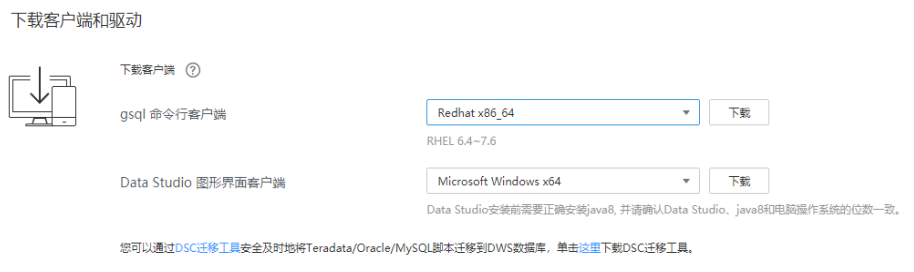 下载客户端和驱动
下载客户端 ?
gsql 命令行客户端 Redhat x86_64 下载
RHEL 6.4~7.6
Data Studio 图形界面客户端 Microsoft Windows x64 下载
Data Studio安装前需要正确安装java8, 并请确认Data Studio、java8和电脑操作系统的位数一致。
您可以通过DSC迁移工具安全及时地将Teradata/Oracle/MySQL脚本迁移到DWS数据库，单击这里下载DSC迁移工具。